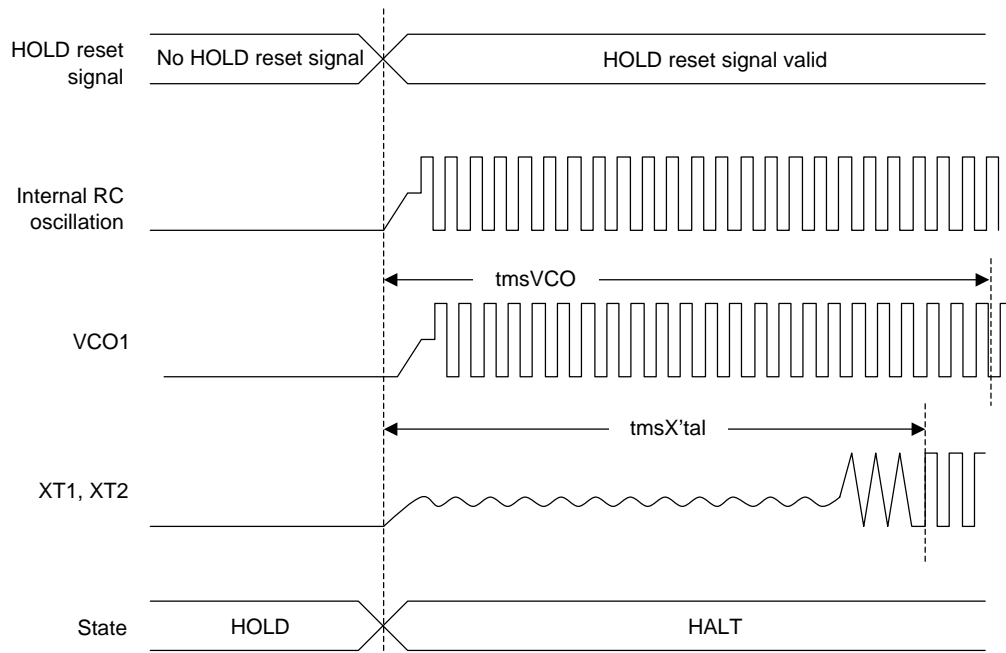 HOLD reset
signal
No HOLD reset signal
HOLD reset signal valid
Internal RC
oscillation
tmsVCO
VCO1
tmsX'tal
XT1, XT2
State
HOLD
HALT